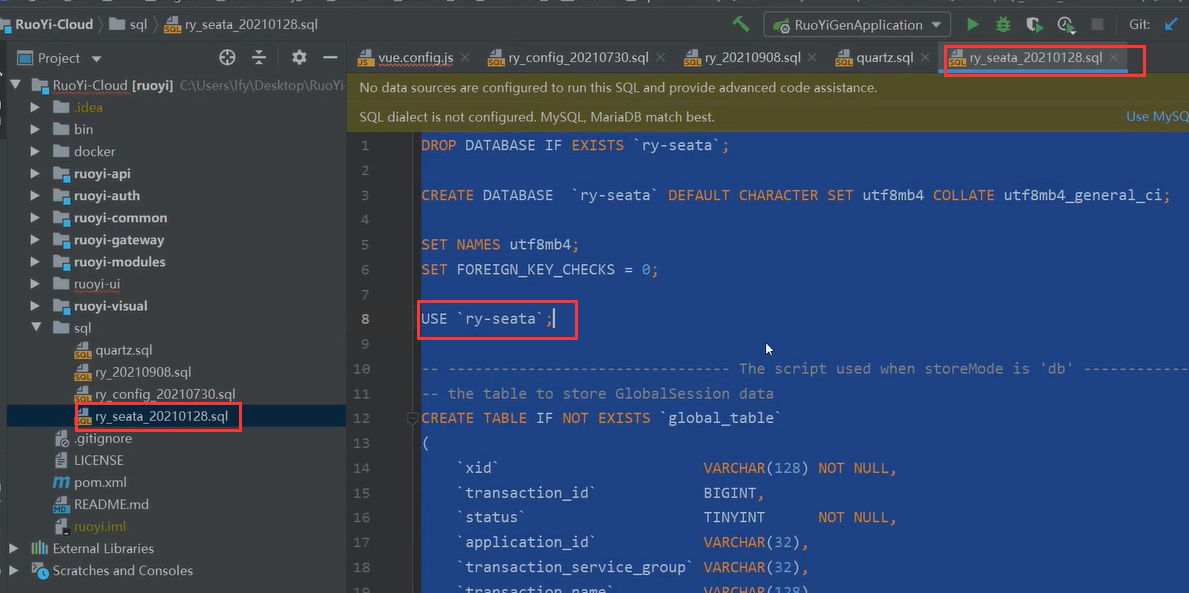 RuoYi-Cloud sql ry_seata_20210128.sql RuoYiGenApplication Git:
Project
vue.config.js ry_config_20210730.sql ry_20210908.sql quartz.sql ry_seata_20210128.sql
RuoYi-Cloud [ruoyi] C:\Users\lfy\Desktop\RuoYi-
.idea
bin
docker
ruoyi-api
ruoyi-auth
ruoyi-common
ruoyi-gateway
ruoyi-modules
ruoyi-ui
ruoyi-visual
sql
quartz.sql
ry_20210908.sql
ry_config_20210730.sql
ry_seata_20210128.sql
.gitignore
LICENSE
pom.xml
README.md
ruoyi.iml
External Libraries
Scratches and Consoles
No data sources are configured to run this SQL and provide advanced code assistance.
SQL dialect is not configured. MySQL, MariaDB match best. Use MySQ
1 DROP DATABASE IF EXISTS `ry-seata`;
2
3 CREATE DATABASE `ry-seata` DEFAULT CHARACTER SET utf8mb4 COLLATE utf8mb4_general_ci;
4
5 SET NAMES utf8mb4;
6 SET FOREIGN_KEY_CHECKS = 0;
7
8 USE `ry-seata`;
9
10 -- -------------------------------- The script used when storeMode is 'db' ------------
11 -- the table to store GlobalSession data
12 CREATE TABLE IF NOT EXISTS `global_table`
13 (
14 `xid` VARCHAR(128) NOT NULL,
15 `transaction_id` BIGINT,
16 `status` TINYINT NOT NULL,
17 `application_id` VARCHAR(32),
18 `transaction_service_group` VARCHAR(32),
19 `transaction_name` VARCHAR(128),